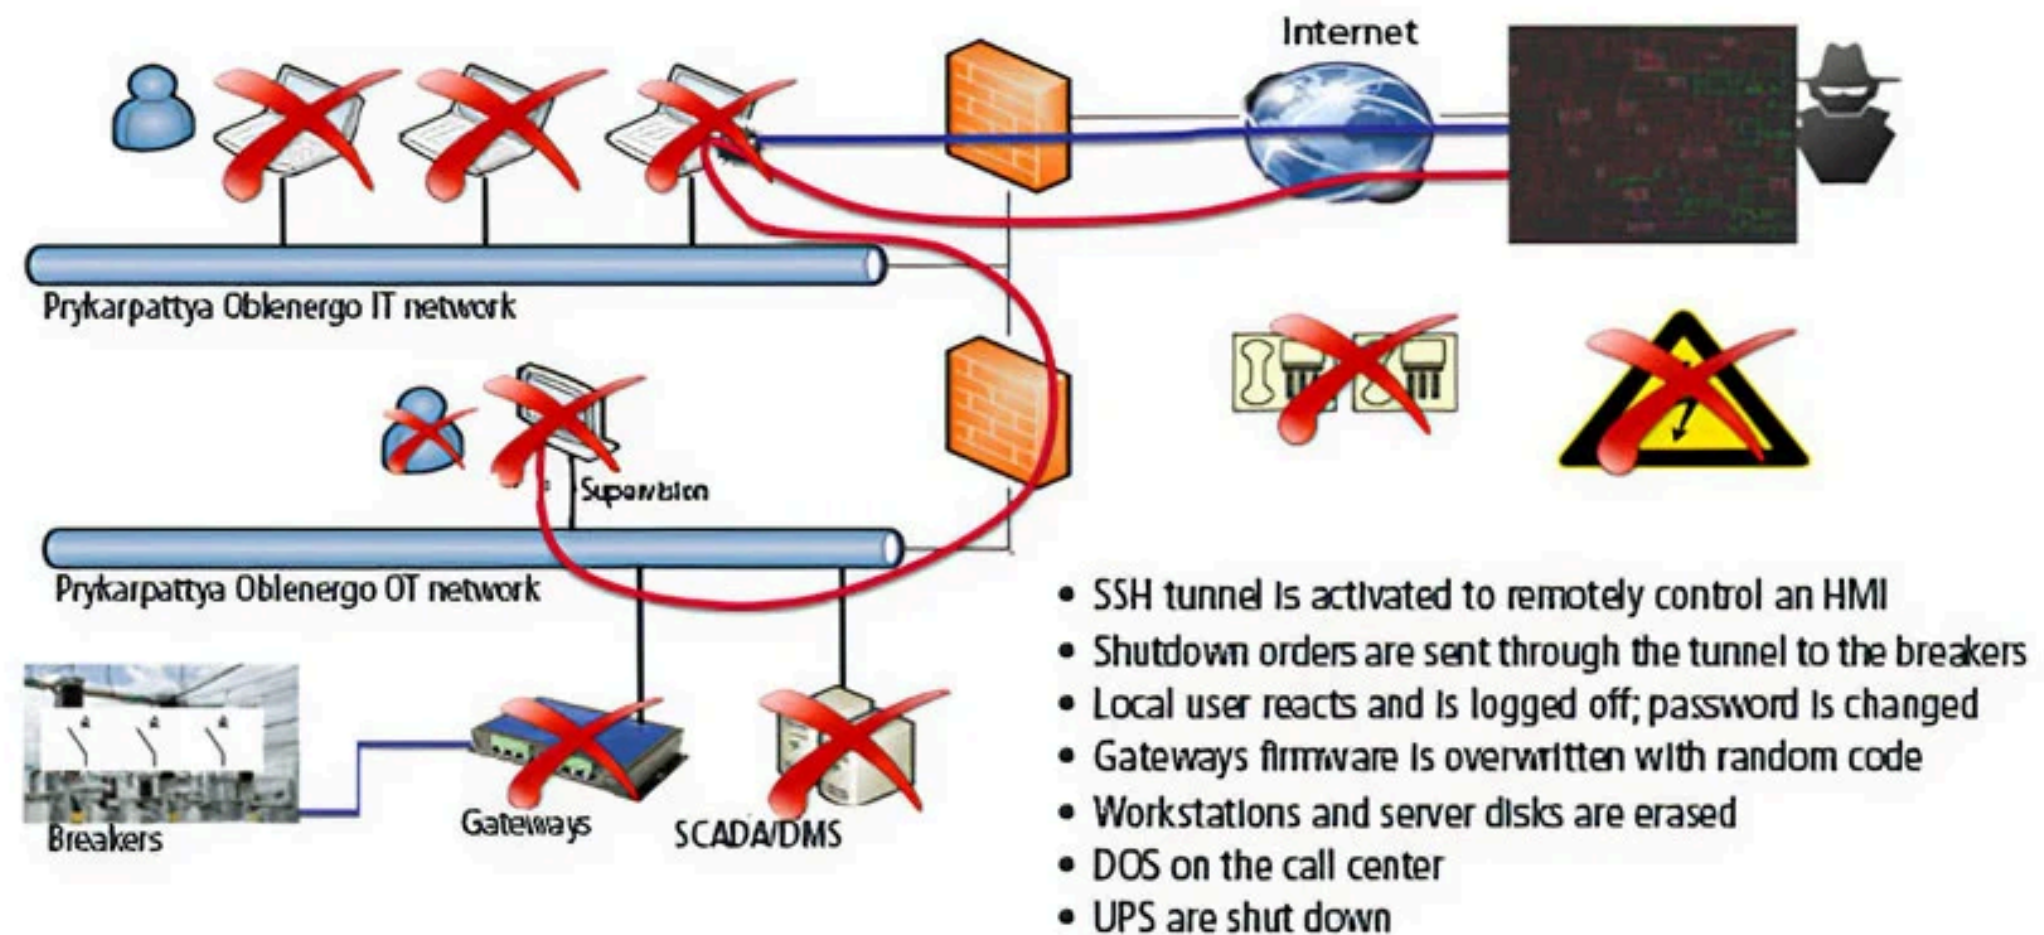 Internet
Prykarpattya Oblenergo IT network
Supervision
Prykarpattya Oblenergo OT network
Breakers
Gateways
SCADA/DMS
• SSH tunnel is activated to remotely control an HMI
• Shutdown orders are sent through the tunnel to the breakers
• Local user reacts and is logged off; password is changed
• Gateways firmware is overwritten with random code
• Workstations and server disks are erased
• DOS on the call center
• UPS are shut down